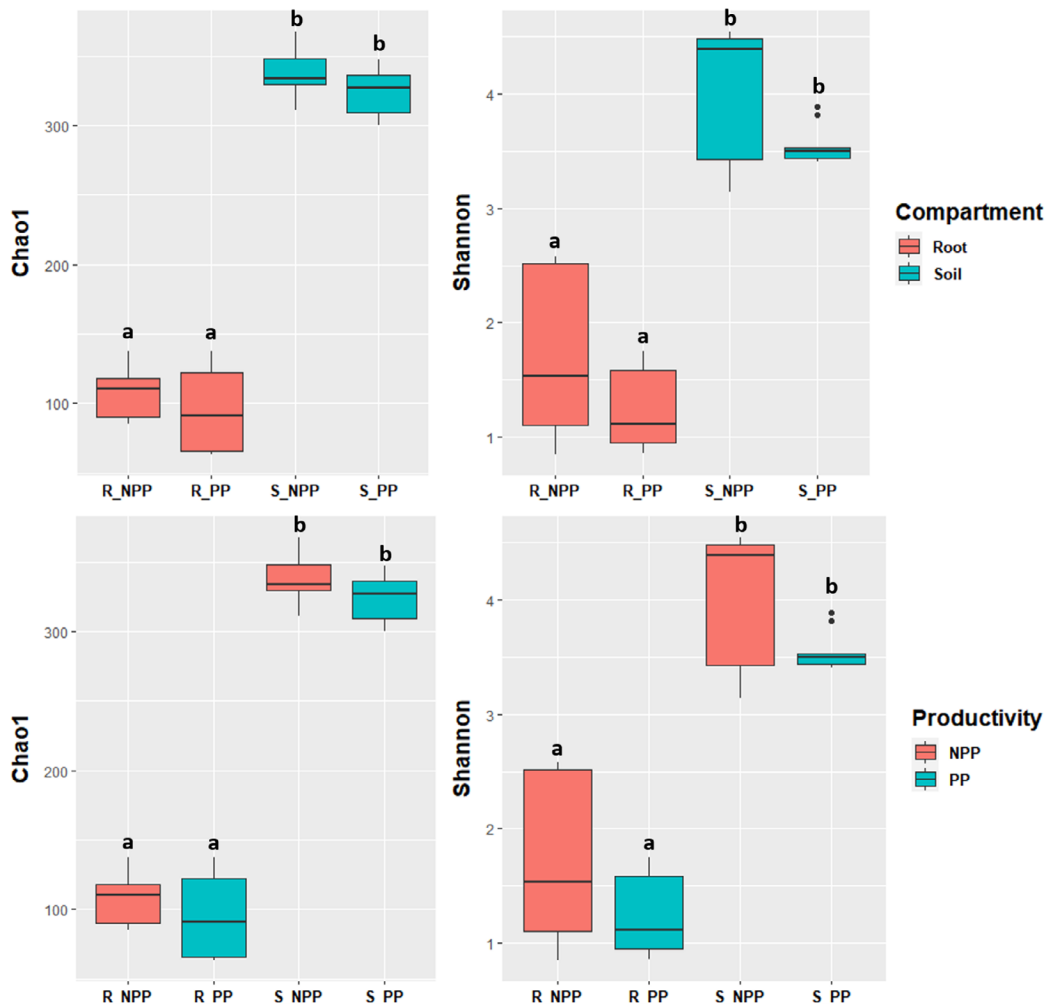 b
b
a
a
Chao1
300
200
100
R_NPP
R_PP
S_NPP
S_PP
b
b
a
a
Shannon
4
3
2
1
R_NPP
R_PP
S_NPP
S_PP
Compartment
Root
Soil
b
b
a
a
Chao1
300
200
100
R_NPP
R_PP
S_NPP
S_PP
b
b
a
a
Shannon
4
3
2
1
R_NPP
R_PP
S_NPP
S_PP
Productivity
NPP
PP